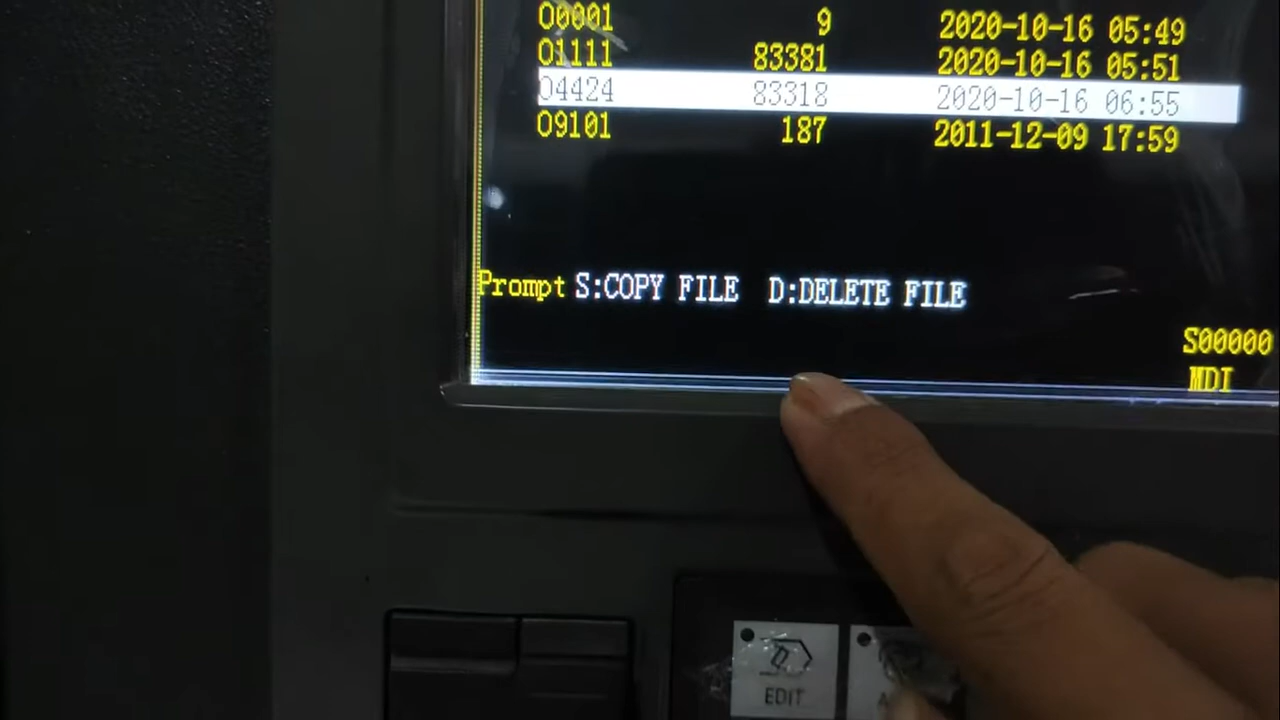 O0001 9 2020-10-16 05:49
O1111 83381 2020-10-16 05:51
O4424 83318 2020-10-16 06:55
O9101 187 2011-12-09 17:59
Prompt S:COPY FILE D:DELETE FILE
S00000
MDI
EDIT